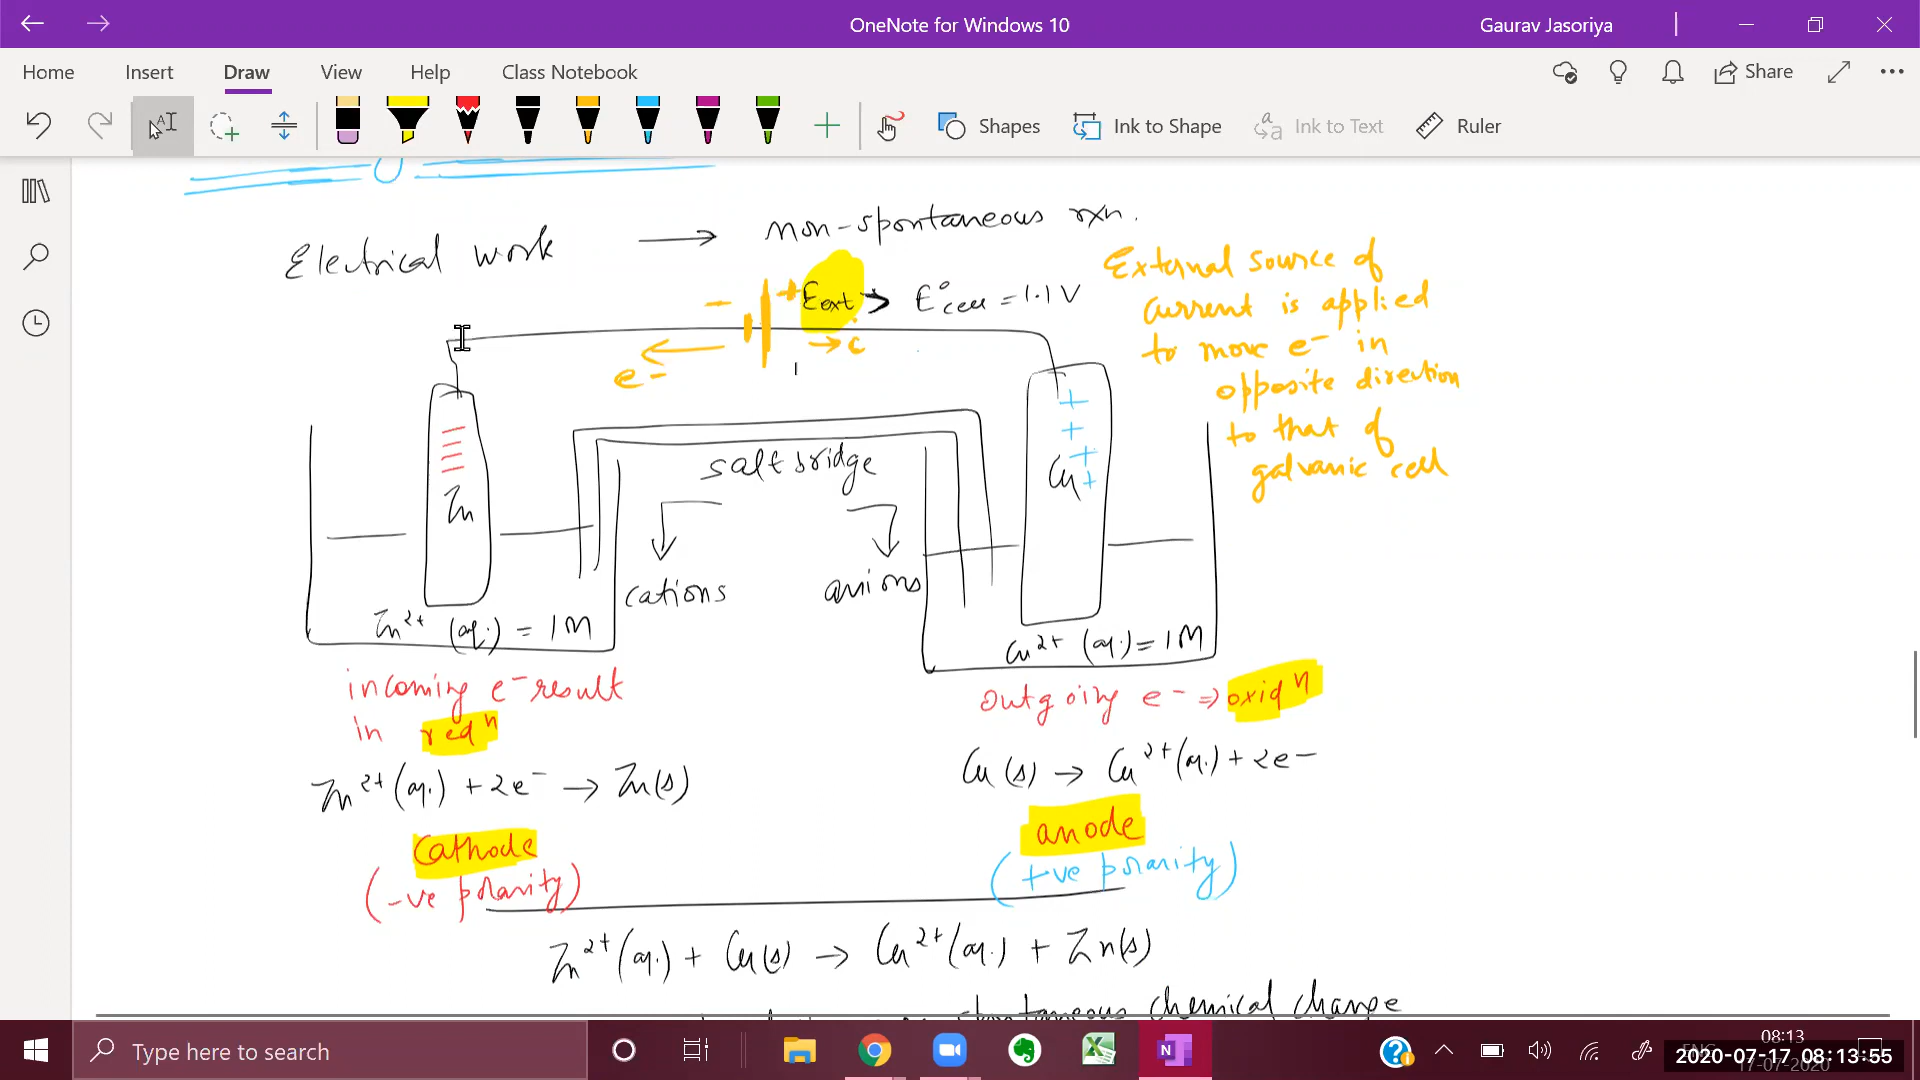 OneNote for Windows 10
Gaurav Jasoriya
Home Insert Draw View Help Class Notebook
Share
Shapes Ink to Shape Ink to Text Ruler
Electrical work → non-spontaneous rxn.
− + Eext > E°cell = 1.1 V
e− → c
External source of
current is applied
to move e− in
opposite direction
to that of
galvanic cell
salt bridge
Zn
Cu
+ + + +
cations anions
Zn2+ (aq.) = 1M
Cu2+ (aq.) = 1M
incoming e− result
in redn
outgoing e− ⇒ oxidn
Zn2+(aq.) + 2e− → Zn(s)
Cu(s) → Cu2+(aq.) + 2e−
Cathode
(-ve polarity)
anode
(+ve polarity)
Zn2+(aq.) + Cu(s) → Cu2+(aq.) + Zn(s)
spontaneous chemical change
Type here to search
08:13
2020-07-17 08:13:55
17-07-2020